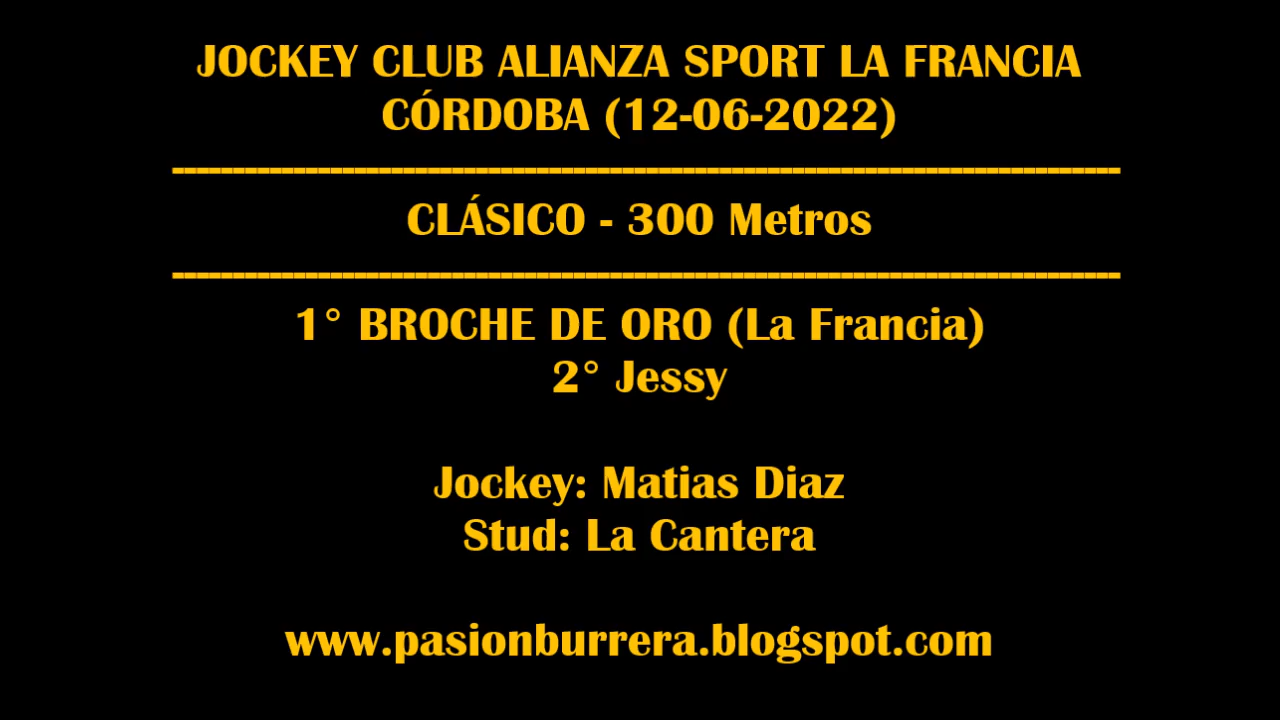 JOCKEY CLUB ALIANZA SPORT LA FRANCIA
CÓRDOBA (12-06-2022)
--------------------------------------------------------------------------------
CLÁSICO - 300 Metros
--------------------------------------------------------------------------------
1° BROCHE DE ORO (La Francia)
2° Jessy
Jockey: Matias Diaz
Stud: La Cantera
www.pasionburrera.blogspot.com